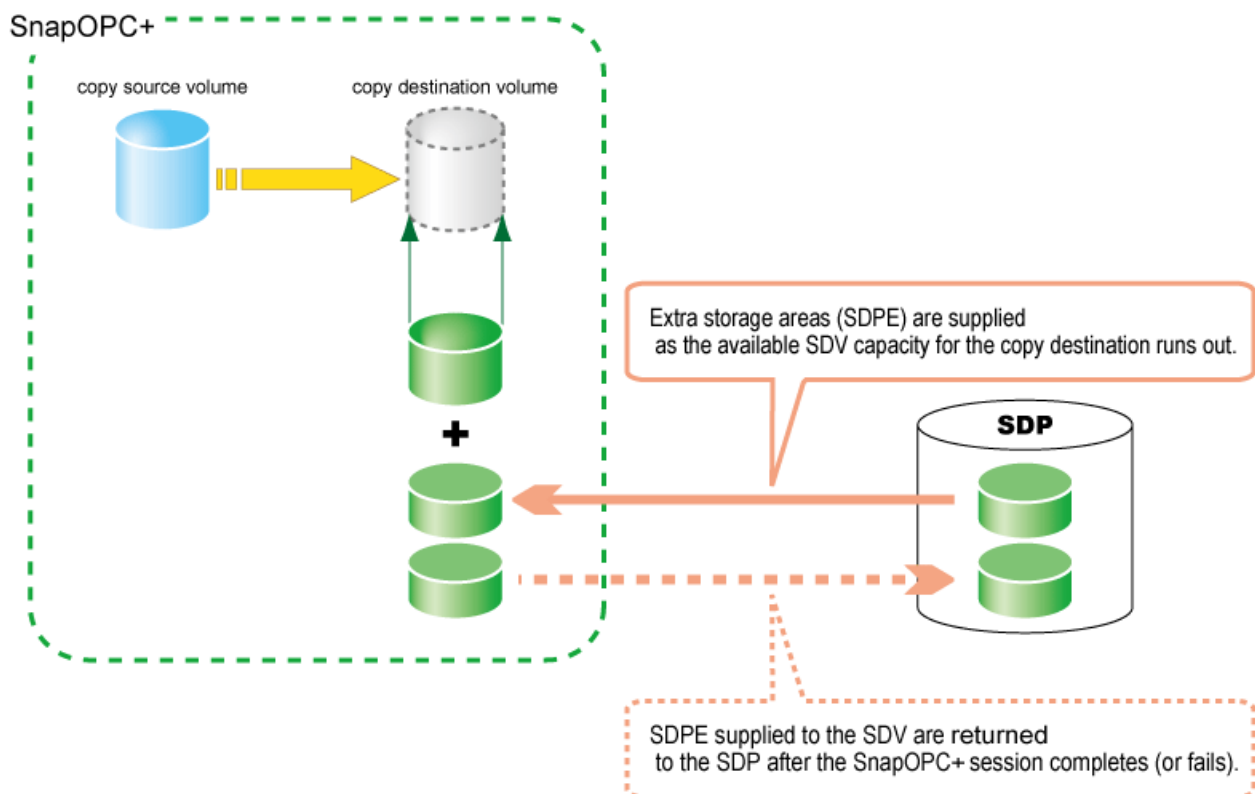 SnapOPC+
copy source volume
copy destination volume
Extra storage areas (SDPE) are supplied
as the available SDV capacity for the copy destination runs out.
+
SDP
SDPE supplied to the SDV are returned
to the SDP after the SnapOPC+ session completes (or fails).